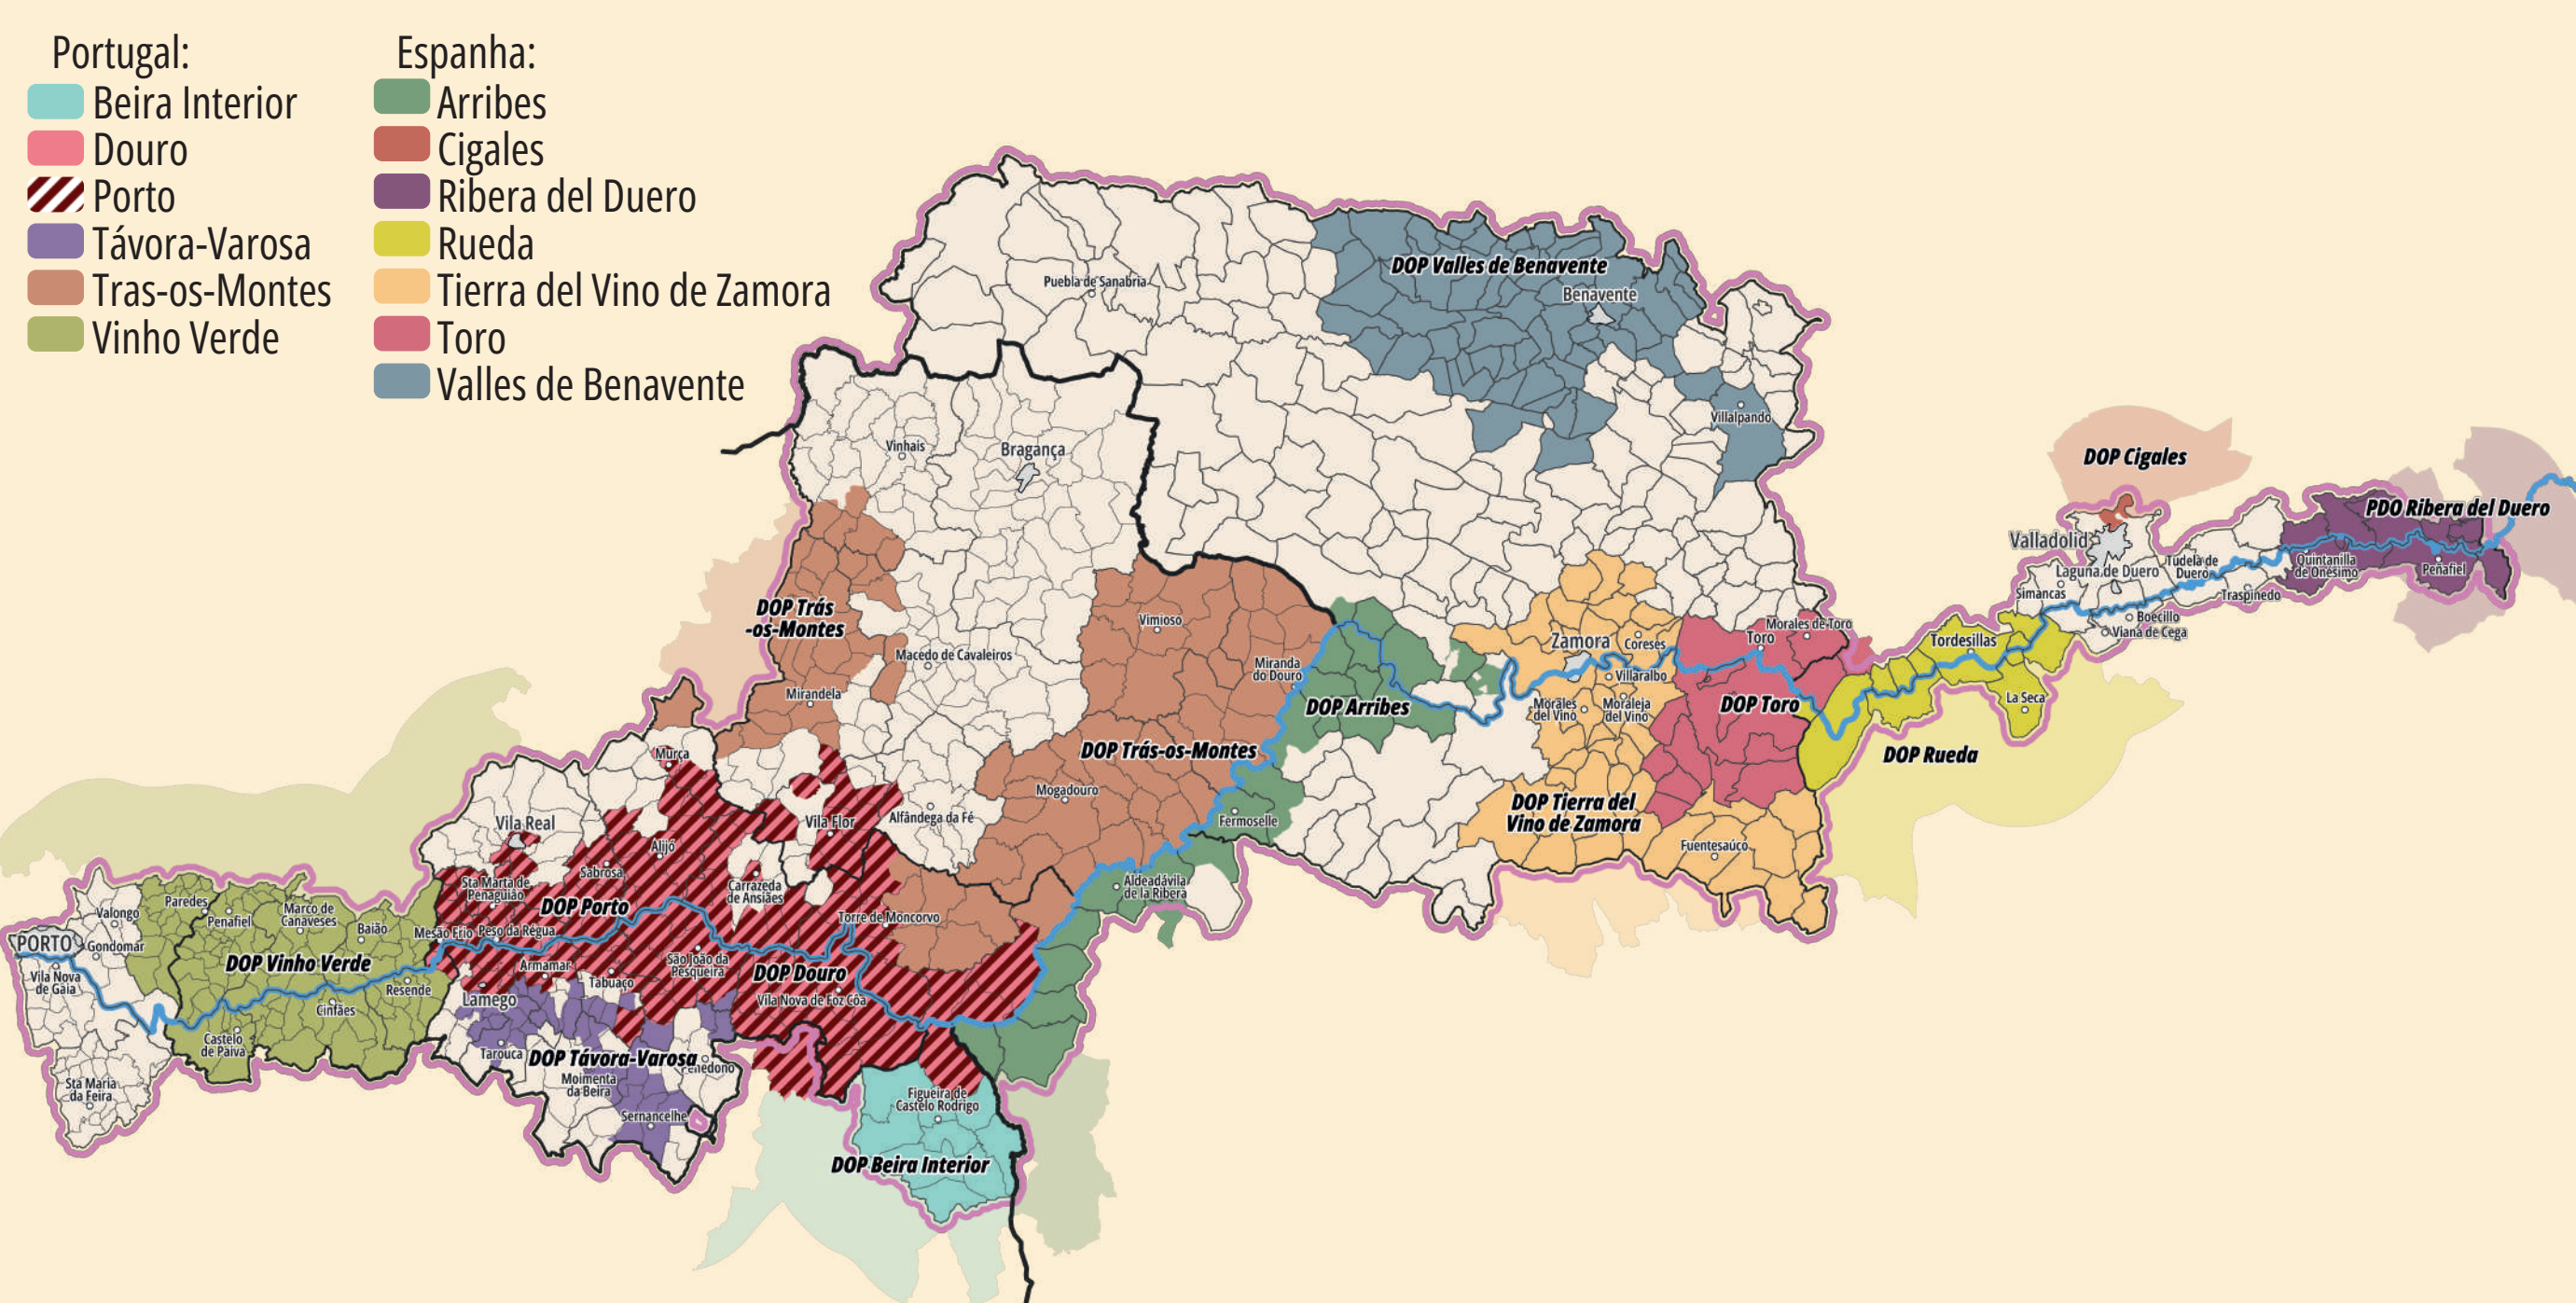 Portugal:
Beira Interior
Douro
Porto
Távora-Varosa
Tras-os-Montes
Vinho Verde
Espanha:
Arribes
Cigales
Ribera del Duero
Rueda
Tierra del Vino de Zamora
Toro
Valles de Benavente
Puebla de Sanabria
DOP Valles de Benavente
Benavente
Villalpando
Vinhais
Bragança
DOP Trás
-os-Montes
Macedo de Cavaleiros
Mirandela
Vimioso
Miranda
do Douro
DOP Trás-os-Montes
Mogadouro
DOP Arribes
Fermoselle
Aldeadávila
de la Ribera
Zamora
Coreses
Villaralbo
Morales
del Vino
Moraleja
del Vino
DOP Tierra del
Vino de Zamora
Fuentesaúco
Toro
Morales de Toro
DOP Toro
DOP Rueda
Tordesillas
La Seca
DOP Cigales
Valladolid
Laguna de Duero
Simancas
Tudela de
Duero
Traspinedo
Boecillo
Viana de Cega
PDO Ribera del Duero
Quintanilla
de Onésimo
Peñafiel
Murça
Vila Real
Alijó
Sabrosa
Vila Flor
Alfândega da Fé
Sta Marta de
Penaguião
DOP Porto
Carrazeda
de Ansiães
Torre de Moncorvo
Mesão Frio
Peso da Régua
Armamar
Tabuaço
São João da
Pesqueira
DOP Douro
Vila Nova de Foz Côa
Lamego
Tarouca
DOP Távora-Varosa
Penedono
Moimenta
da Beira
Sernancelhe
Figueira de
Castelo Rodrigo
DOP Beira Interior
PORTO
Valongo
Gondomar
Vila Nova
de Gaia
Sta Maria
da Feira
Paredes
Penafiel
Marco de
Canaveses
Baião
DOP Vinho Verde
Resende
Cinfães
Castelo
de Paiva